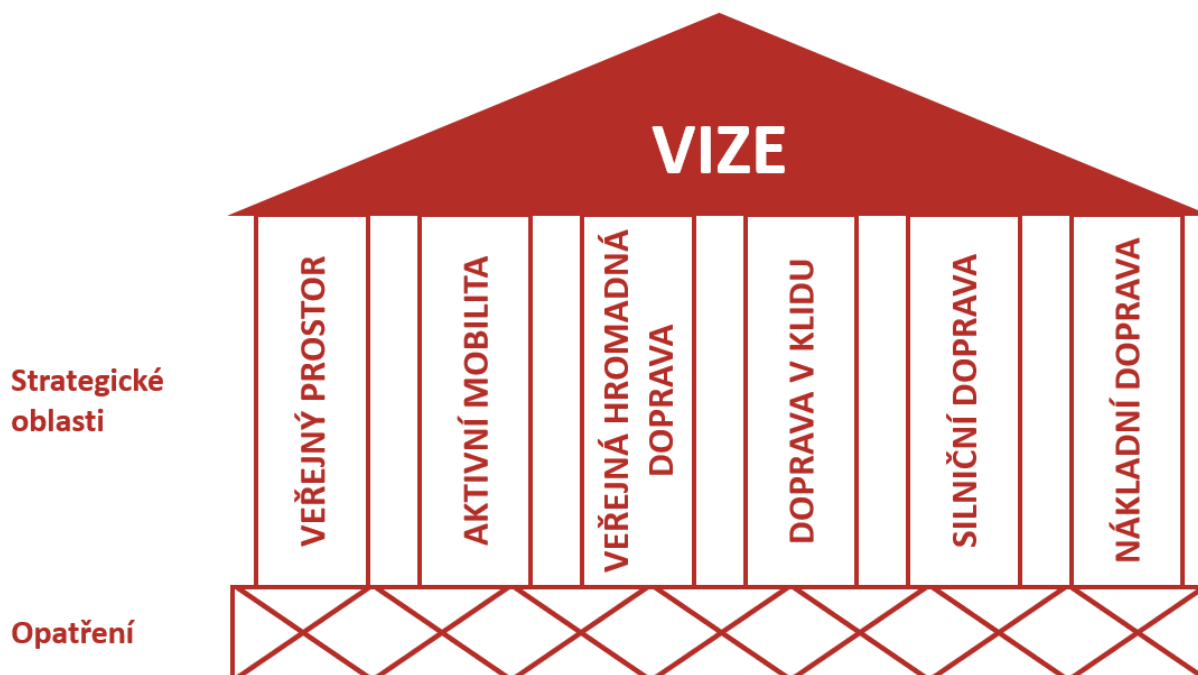 VIZE
Strategické
oblasti
VEŘEJNÝ PROSTOR
AKTIVNÍ MOBILITA
VEŘEJNÁ HROMADNÁ
DOPRAVA
DOPRAVA V KLIDU
SILNIČNÍ DOPRAVA
NÁKLADNÍ DOPRAVA
Opatření